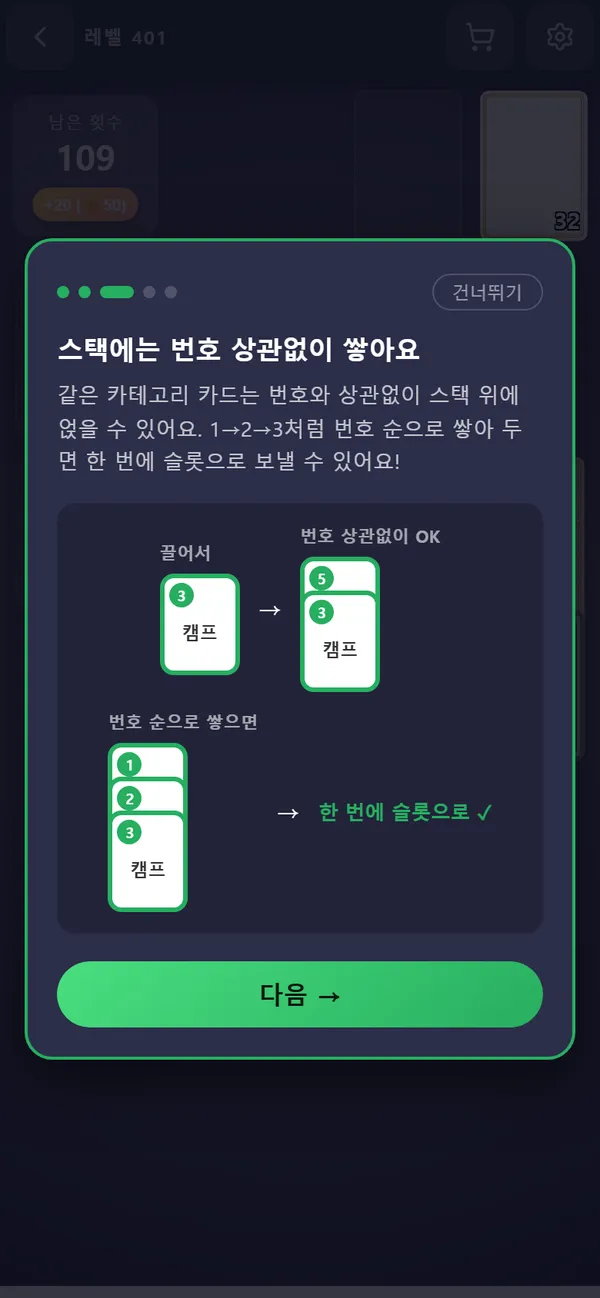 레벨 401
남은 횟수
109
+20 ( 50)
32
건너뛰기
스택에는 번호 상관없이 쌓아요
같은 카테고리 카드는 번호와 상관없이 스택 위에
얹을 수 있어요. 1→2→3처럼 번호 순으로 쌓아 두
면 한 번에 슬롯으로 보낼 수 있어요!
끌어서
3
캠프
→
번호 상관없이 OK
5
3
캠프
번호 순으로 쌓으면
1
2
3
캠프
→ 한 번에 슬롯으로 ✓
다음 →